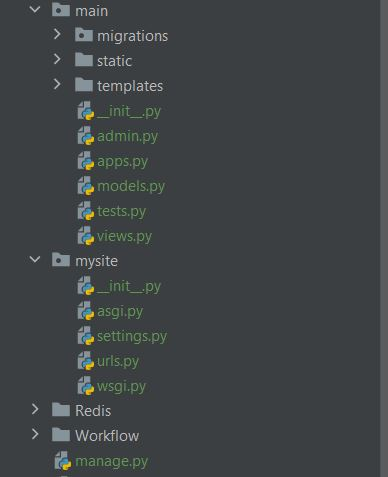 main
migrations
static
templates
__init__.py
admin.py
apps.py
models.py
tests.py
views.py
mysite
__init__.py
asgi.py
settings.py
urls.py
wsgi.py
Redis
Workflow
manage.py